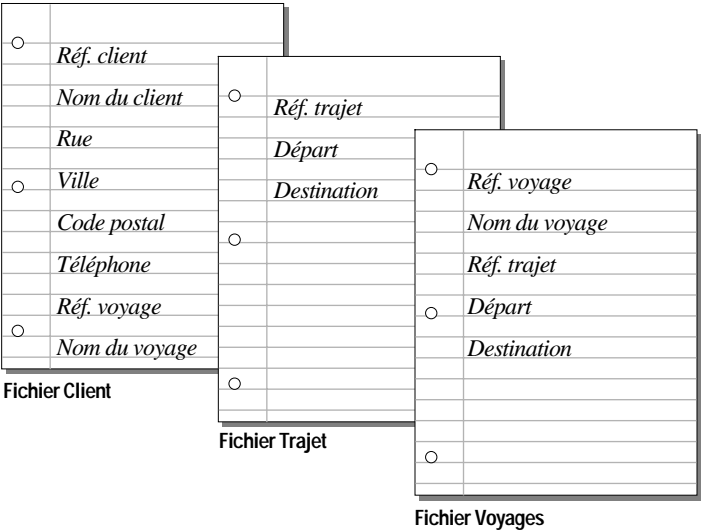 Réf. client
Nom du client
Rue
Ville
Code postal
Téléphone
Réf. voyage
Nom du voyage
Fichier Client
Réf. trajet
Départ
Destination
Fichier Trajet
Réf. voyage
Nom du voyage
Réf. trajet
Départ
Destination
Fichier Voyages